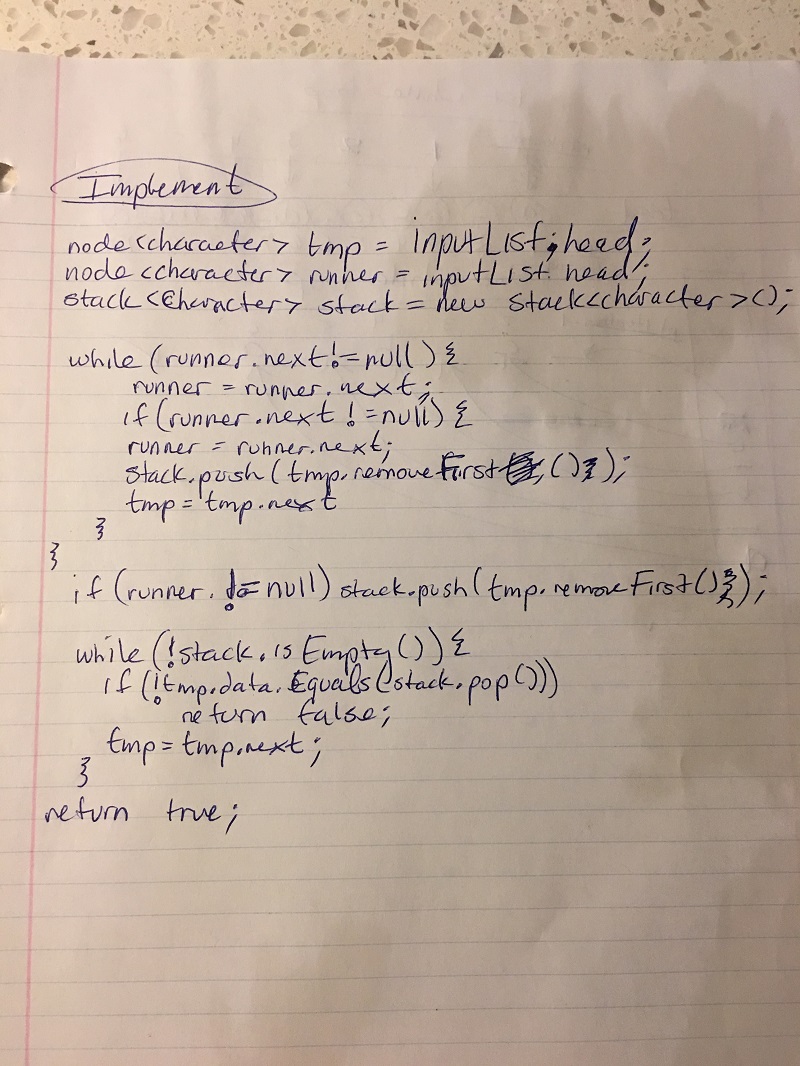 Implement
node<character> tmp = inputList;head;
node<character> runner = inputList.head;
stack<Character> stack = new Stack<character>();
while (runner.next != null) {
runner = runner.next;
if (runner.next != null) {
runner = runner.next;
stack.push(tmp.removeFirst());
tmp = tmp.next
}
}
if (runner. != null) stack.push(tmp.removeFirst());
while (!stack.isEmpty()) {
if (!tmp.data.Equals(stack.pop()))
return false;
tmp = tmp.next;
}
return true;